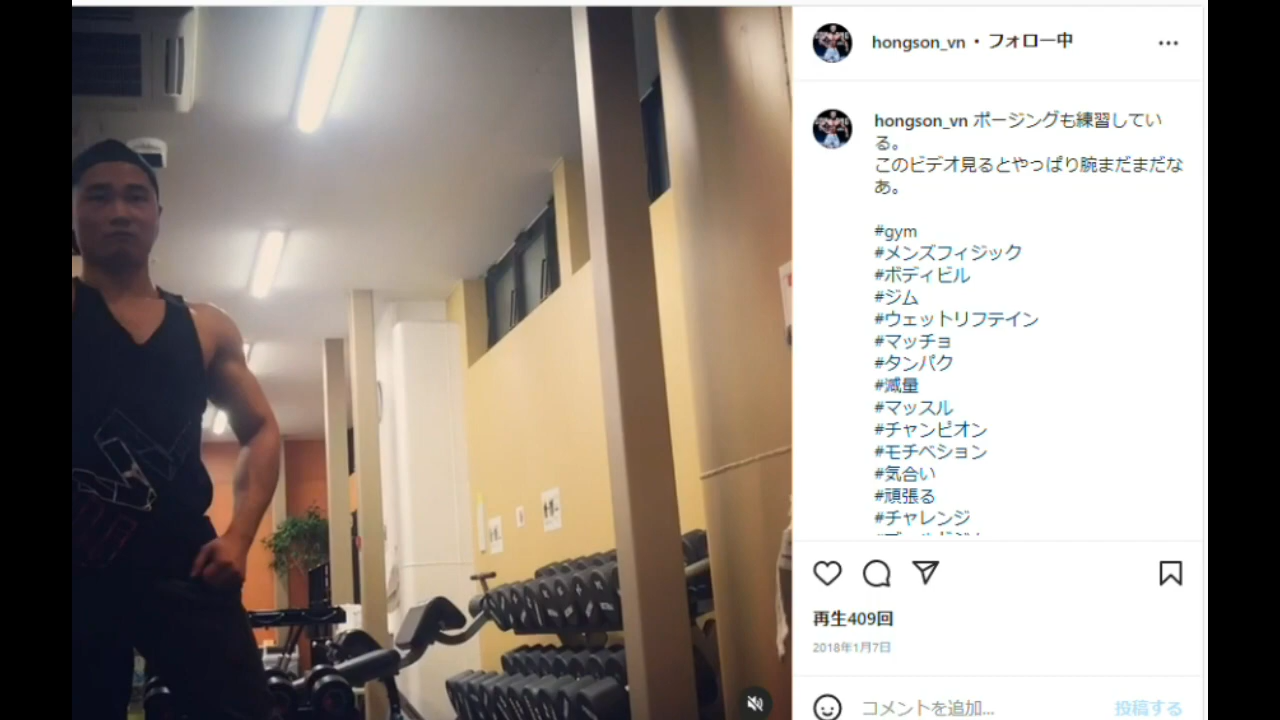 hongson_vn • フォロー中
hongson_vn ポージングも練習してい
る。
このビデオ見るとやっぱり腕まだまだな
あ。
#gym
#メンズフィジック
#ボディビル
#ジム
#ウェットリフテイン
#マッチョ
#タンパク
#減量
#マッスル
#チャンピオン
#モチベション
#気合い
#頑張る
#チャレンジ
再生409回
2018年1月7日
コメントを追加... 投稿する